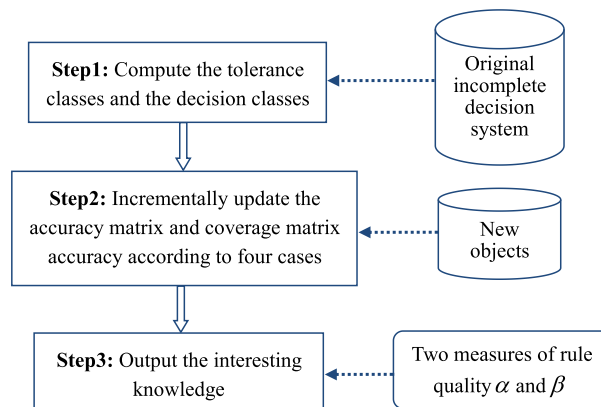 Step1: Compute the tolerance
classes and the decision classes
Original
incomplete
decision
system
Step2: Incrementally update the
accuracy matrix and coverage matrix
accuracy according to four cases
New
objects
Step3: Output the interesting
knowledge
Two measures of rule
quality α and β